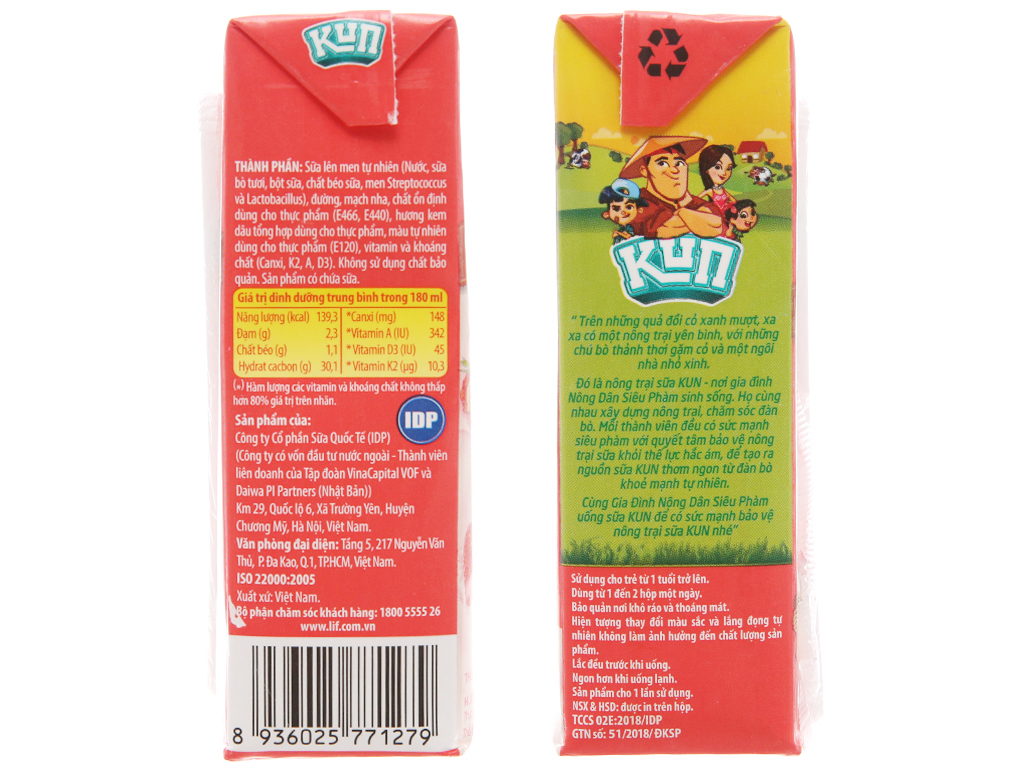 KUN
THÀNH PHẦN: Sữa lên men tự nhiên (Nước, sữa
bò tươi, bột sữa, chất béo sữa, men Streptococcus
và Lactobacillus), đường, mạch nha, chất ổn định
dùng cho thực phẩm (E466, E440), hương kem
dâu tổng hợp dùng cho thực phẩm, màu tự nhiên
dùng cho thực phẩm (E120), vitamin và khoáng
chất (Canxi, K2, A, D3). Không sử dụng chất bảo
quản. Sản phẩm có chứa sữa.
Giá trị dinh dưỡng trung bình trong 180 ml
Năng lượng (kcal) 139,3 *Canxi (mg) 148
Đạm (g) 2,3 *Vitamin A (IU) 342
Chất béo (g) 1,1 *Vitamin D3 (IU) 45
Hydrat cacbon (g) 30,1 *Vitamin K2 (µg) 10,3
(*) Hàm lượng các vitamin và khoáng chất không thấp
hơn 80% giá trị trên nhãn.
Sản phẩm của:
IDP
Công ty Cổ phần Sữa Quốc Tế (IDP)
(Công ty có vốn đầu tư nước ngoài - Thành viên
liên doanh của Tập đoàn VinaCapital VOF và
Daiwa PI Partners (Nhật Bản))
Km 29, Quốc lộ 6, Xã Trường Yên, Huyện
Chương Mỹ, Hà Nội, Việt Nam.
Văn phòng đại diện: Tầng 5, 217 Nguyễn Văn
Thủ, P. Đa Kao, Q.1, TP.HCM, Việt Nam.
ISO 22000:2005
Xuất xứ: Việt Nam.
Bộ phận chăm sóc khách hàng: 1800 5555 26
www.lif.com.vn
8 936025 771279
KUN
“ Trên những quả đồi cỏ xanh mượt, xa
xa có một nông trại yên bình, với những
chú bò thảnh thơi gặm cỏ và một ngôi
nhà nhỏ xinh.
Đó là nông trại sữa KUN - nơi gia đình
Nông Dân Siêu Phàm sinh sống. Họ cùng
nhau xây dựng nông trại, chăm sóc đàn
bò. Mỗi thành viên đều có sức mạnh
siêu phàm với quyết tâm bảo vệ nông
trại sữa khỏi thế lực hắc ám, để tạo ra
nguồn sữa KUN thơm ngon từ đàn bò
khoẻ mạnh tự nhiên.
Cùng Gia Đình Nông Dân Siêu Phàm
uống sữa KUN để có sức mạnh bảo vệ
nông trại sữa KUN nhé”
Sử dụng cho trẻ từ 1 tuổi trở lên.
Dùng từ 1 đến 2 hộp một ngày.
Bảo quản nơi khô ráo và thoáng mát.
Hiện tượng thay đổi màu sắc và lắng đọng tự
nhiên không làm ảnh hưởng đến chất lượng sản
phẩm.
Lắc đều trước khi uống.
Ngon hơn khi uống lạnh.
Sản phẩm cho 1 lần sử dụng.
NSX & HSD: được in trên hộp.
TCCS 02E:2018/IDP
GTN số: 51/2018/ĐKSP